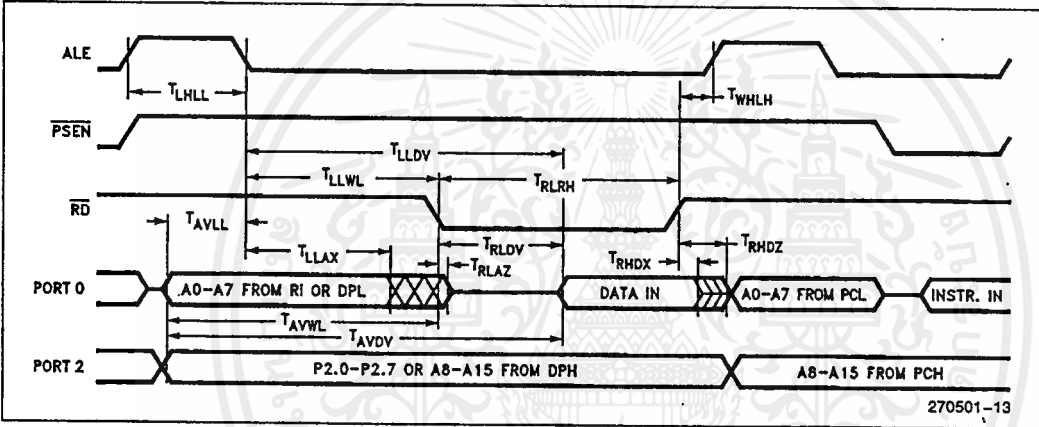 ALE
TLHLL
TWHLH
PSEN
TLLDV
TLLWL
TRLRH
RD
TAVLL
TLLAX
TRLDV
TRLAZ
TRHDX
TRHDZ
PORT 0
A0–A7 FROM RI OR DPL
DATA IN
A0–A7 FROM PCL
INSTR. IN
TAVWL
TAVDV
PORT 2
P2.0–P2.7 OR A8–A15 FROM DPH
A8–A15 FROM PCH
270501–13